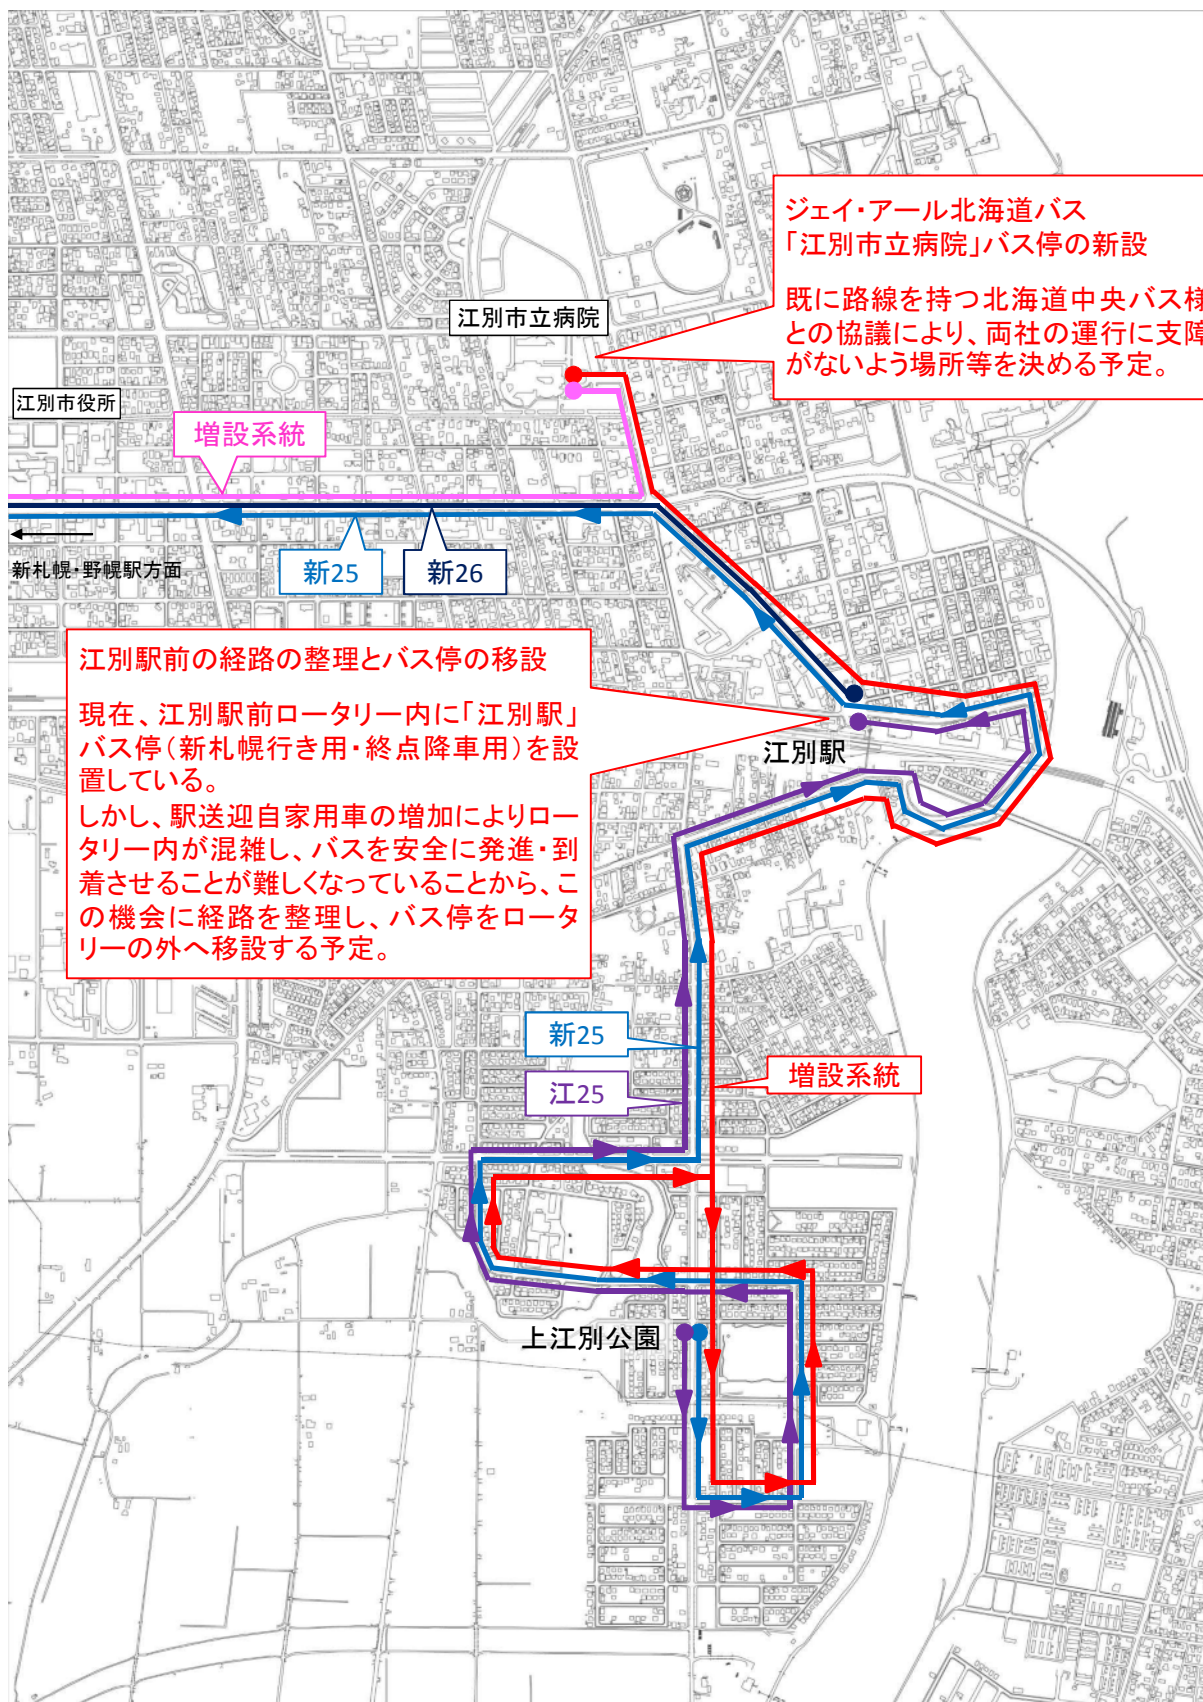 ジェイ・アール北海道バス
「江別市立病院」バス停の新設
既に路線を持つ北海道中央バス様
との協議により、両社の運行に支障
がないよう場所等を決める予定。
江別市立病院
江別市役所
増設系統
新札幌・野幌駅方面
新25
新26
江別駅前の経路の整理とバス停の移設
現在、江別駅前ロータリー内に「江別駅」
バス停(新札幌行き用・終点降車用)を設
置している。
しかし、駅送迎自家用車の増加によりロー
タリー内が混雑し、バスを安全に発進・到
着させることが難しくなっていることから、こ
の機会に経路を整理し、バス停をロータ
リーの外へ移設する予定。
江別駅
新25
江25
増設系統
上江別公園